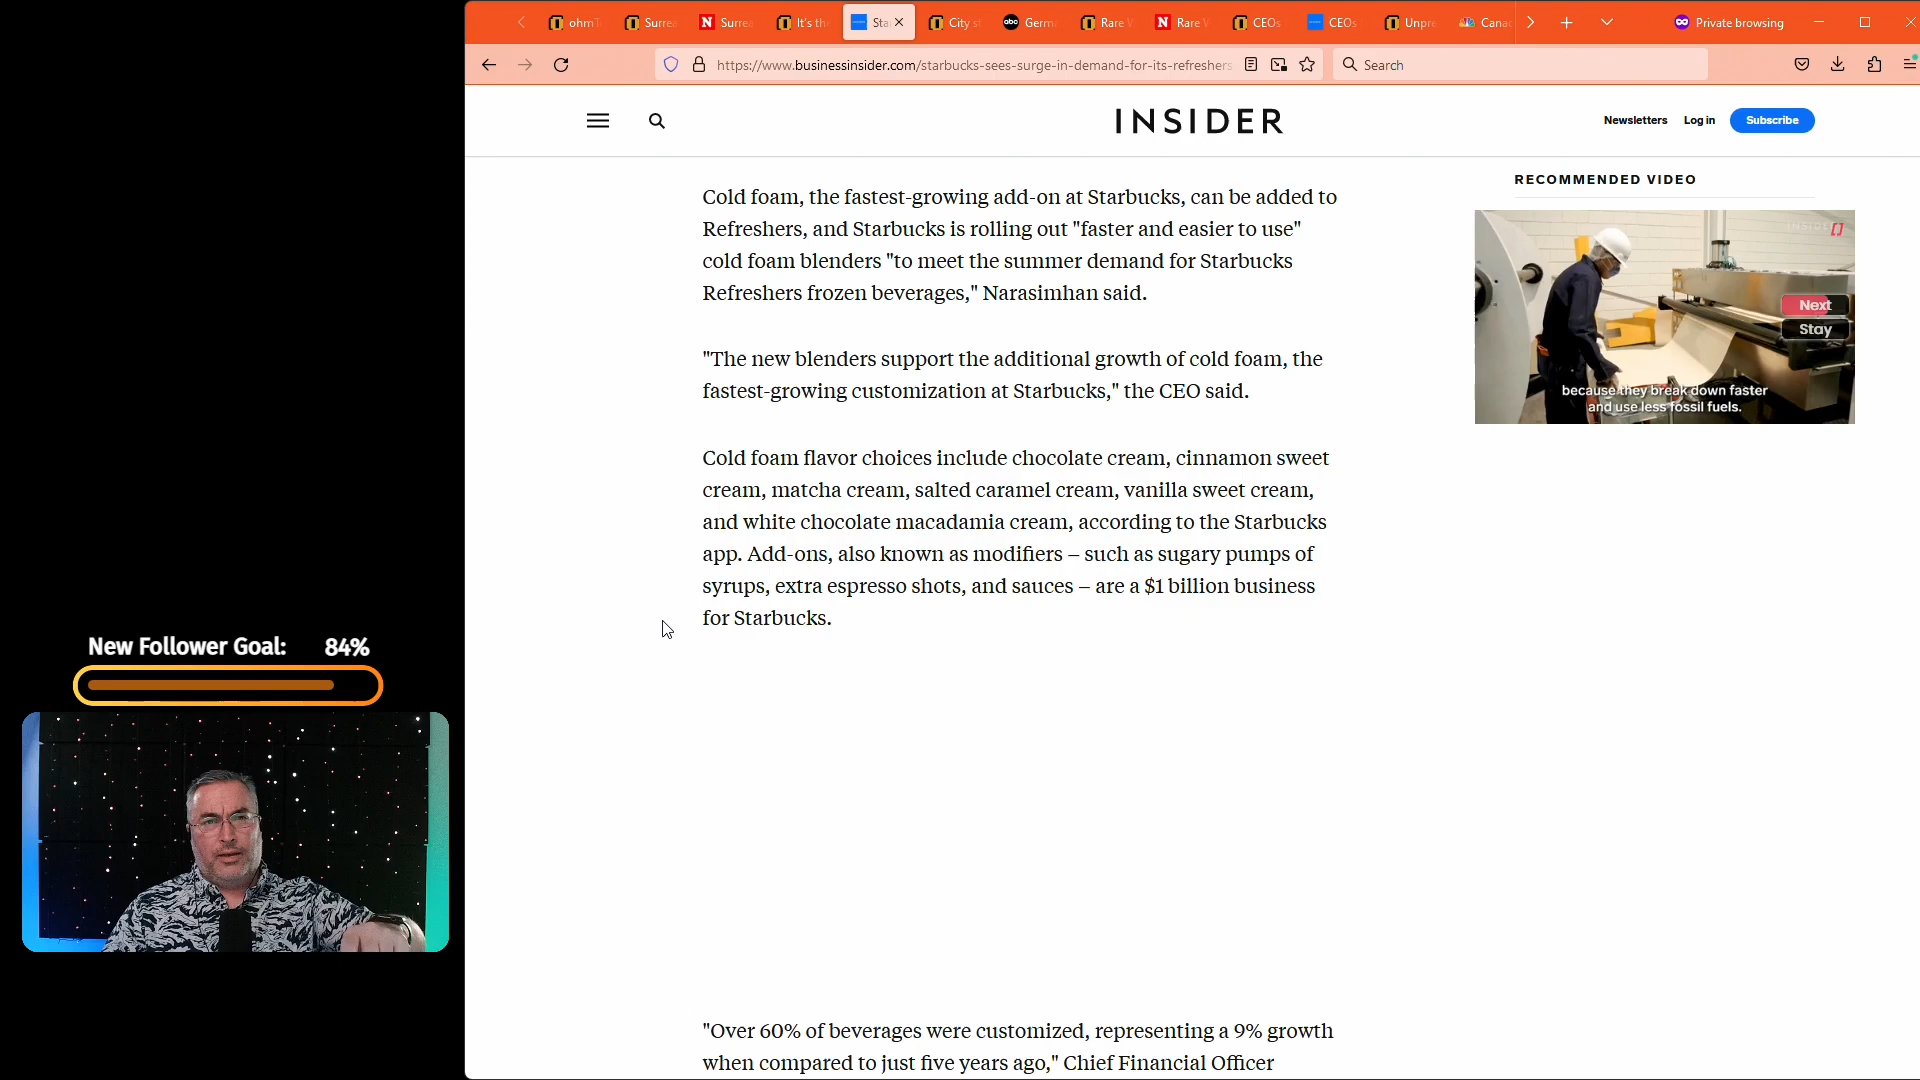 ohmT
Surrea
Surrea
It's the
Sta
City s
Germa
Rare V
Rare V
CEOs
CEOs
Unpre
Canad
Private browsing
https://www.businessinsider.com/starbucks-sees-surge-in-demand-for-its-refreshers
Search
INSIDER
Newsletters
Log in
Subscribe
Cold foam, the fastest-growing add-on at Starbucks, can be added to
Refreshers, and Starbucks is rolling out "faster and easier to use"
cold foam blenders "to meet the summer demand for Starbucks
Refreshers frozen beverages," Narasimhan said.
"The new blenders support the additional growth of cold foam, the
fastest-growing customization at Starbucks," the CEO said.
Cold foam flavor choices include chocolate cream, cinnamon sweet
cream, matcha cream, salted caramel cream, vanilla sweet cream,
and white chocolate macadamia cream, according to the Starbucks
app. Add-ons, also known as modifiers – such as sugary pumps of
syrups, extra espresso shots, and sauces – are a $1 billion business
for Starbucks.
"Over 60% of beverages were customized, representing a 9% growth
when compared to just five years ago," Chief Financial Officer
RECOMMENDED VIDEO
INSIDER
Next
Stay
because they break down faster
and use less fossil fuels.
New Follower Goal: 84%